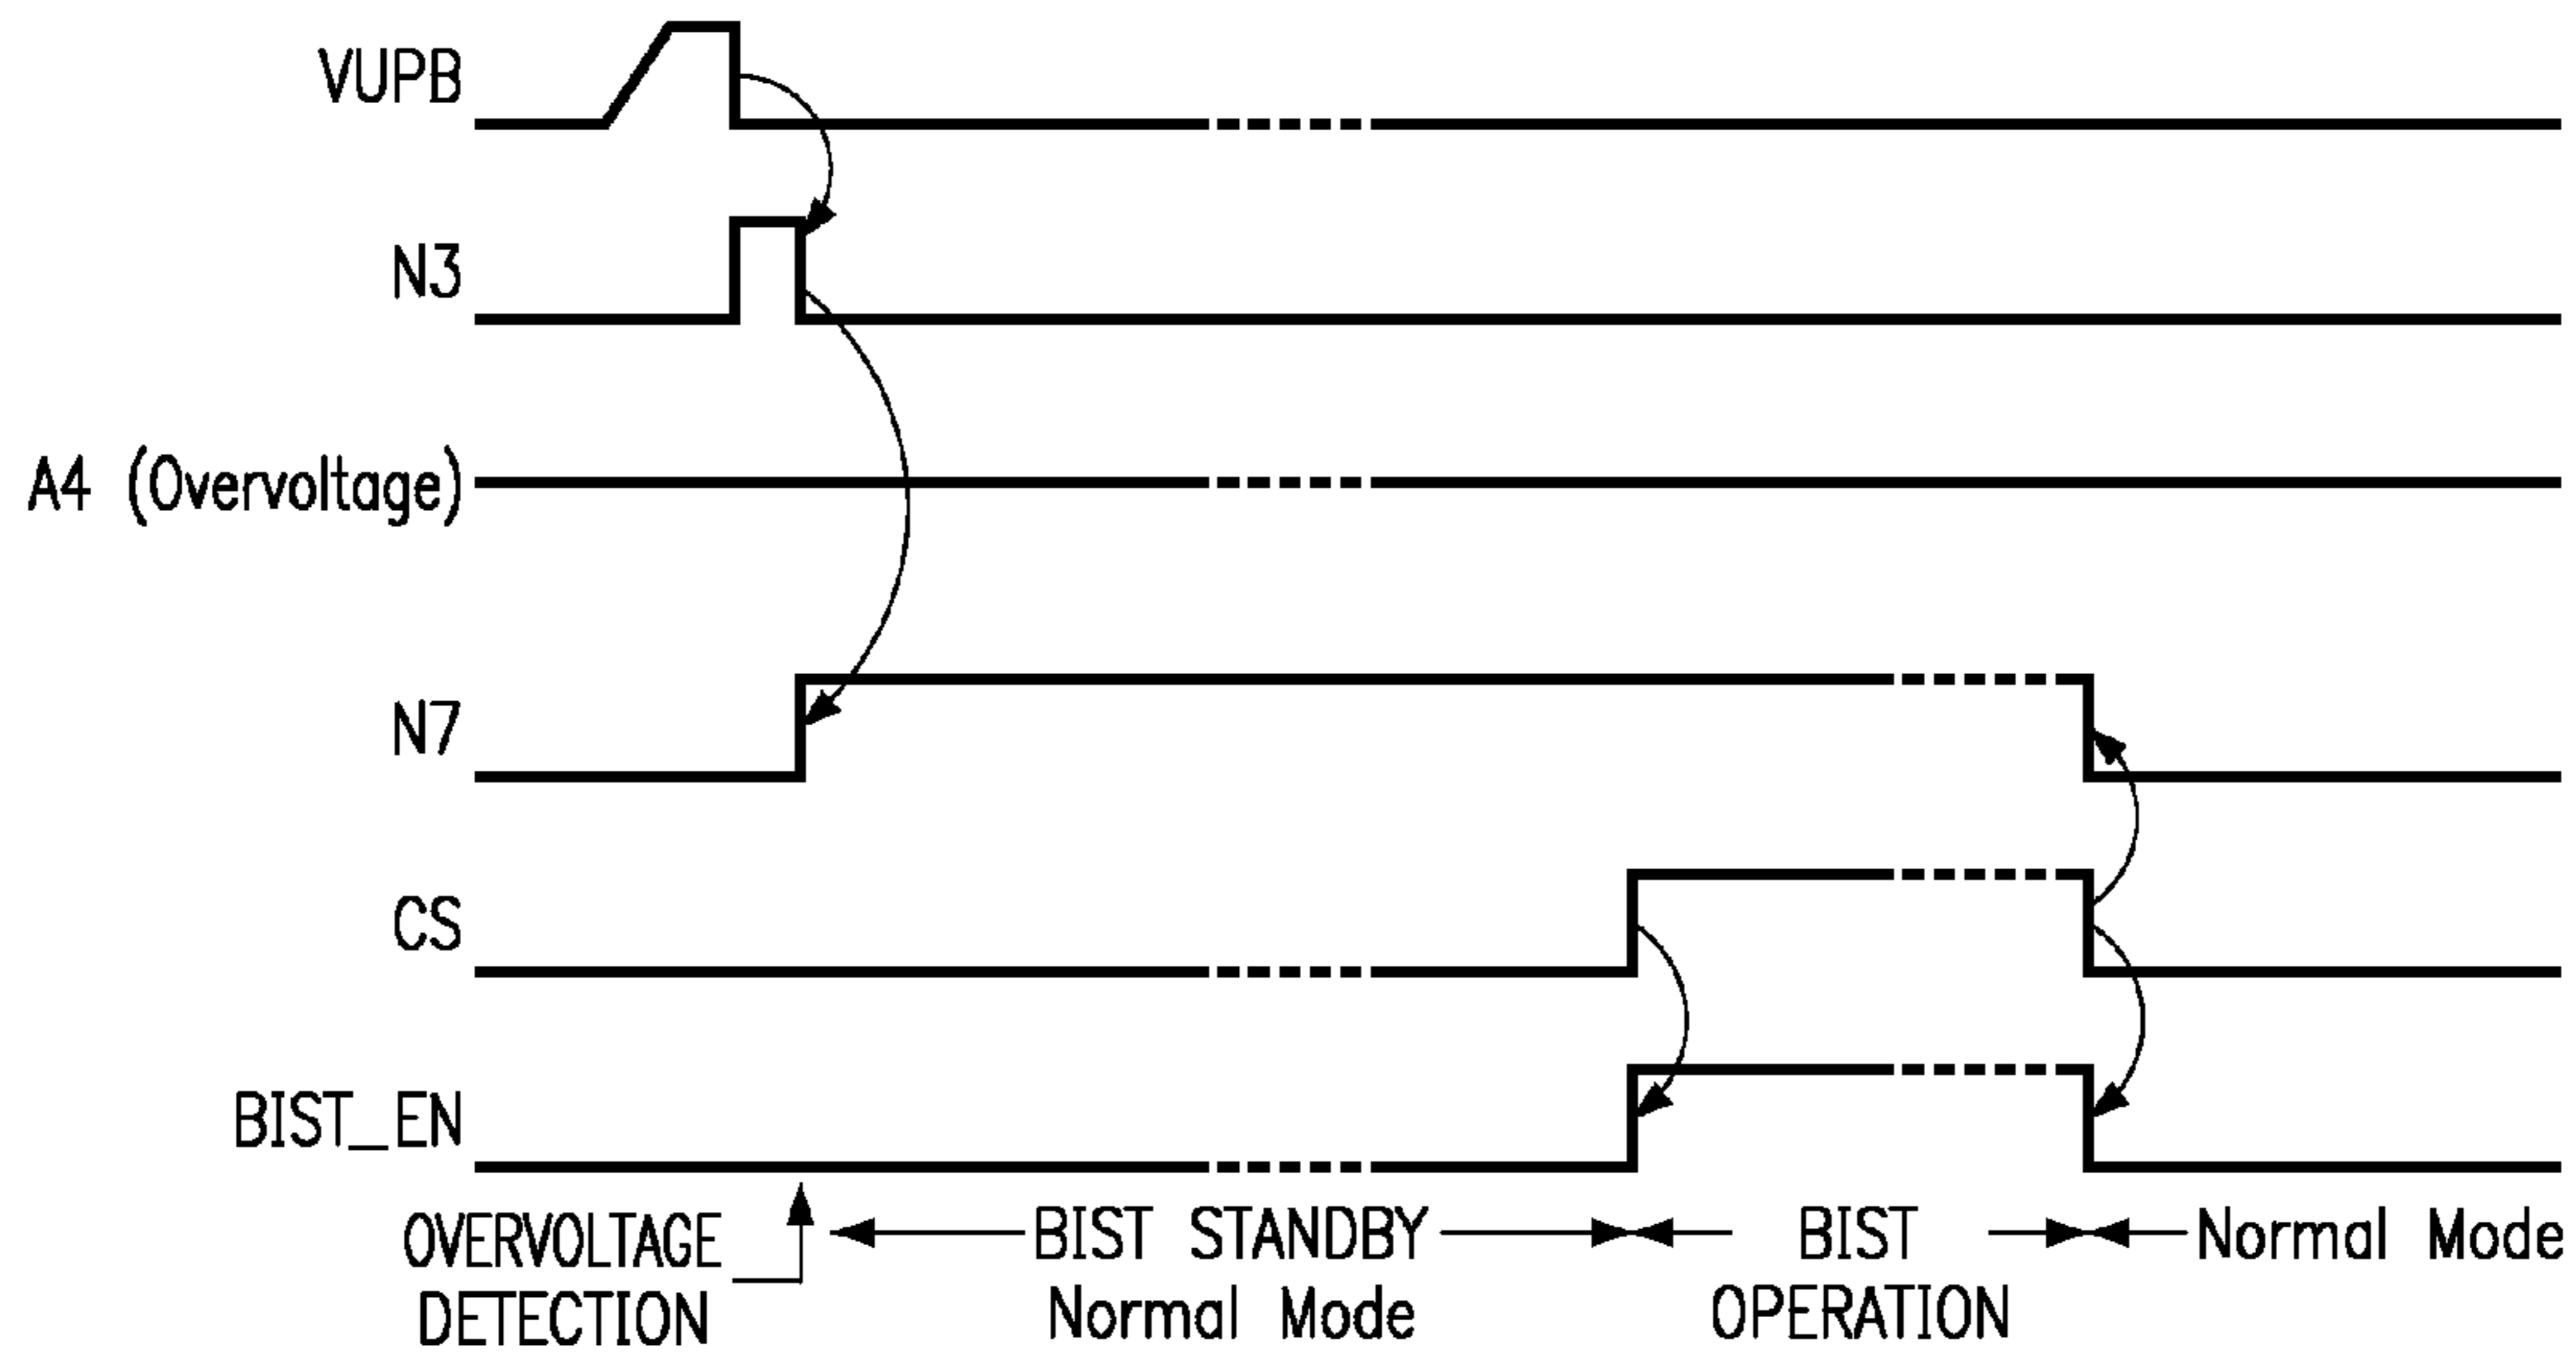 VUPB
N3
A4 (Overvoltage)
N7
CS
BIST_EN
OVERVOLTAGE
DETECTION
BIST STANDBY
Normal Mode
BIST
OPERATION
Normal Mode